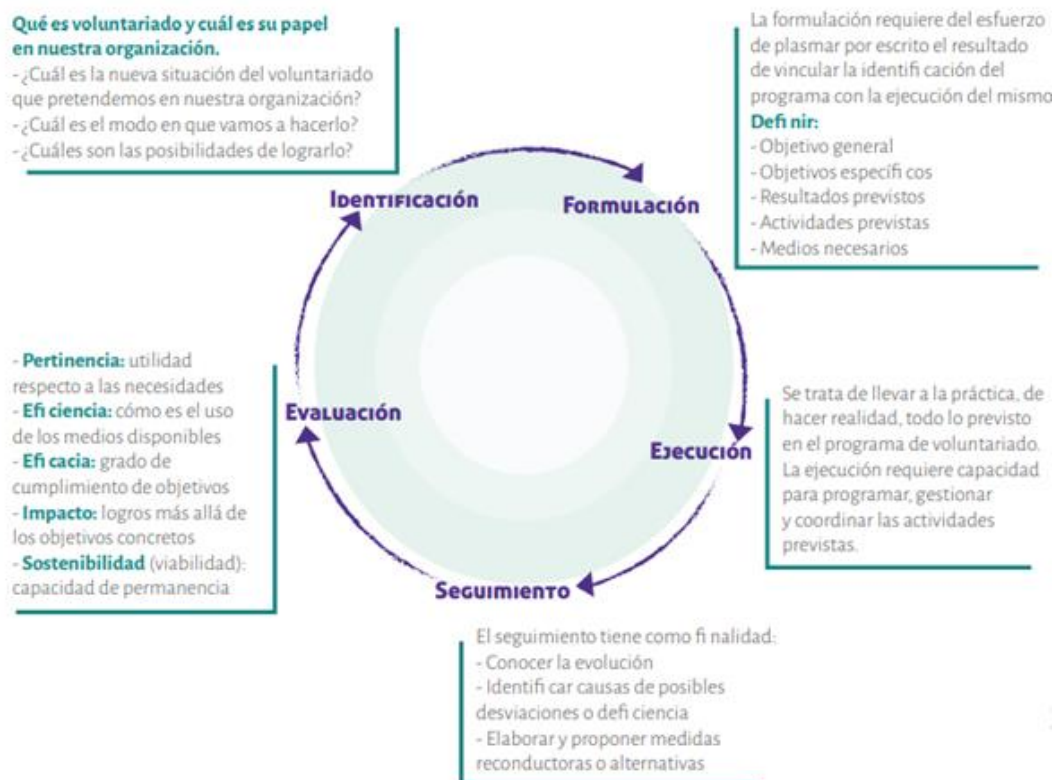 Qué es voluntariado y cuál es su papel
en nuestra organización.
- ¿Cuál es la nueva situación del voluntariado
que pretendemos en nuestra organización?
- ¿Cuál es el modo en que vamos a hacerlo?
- ¿Cuáles son las posibilidades de lograrlo?
La formulación requiere del esfuerzo
de plasmar por escrito el resultado
de vincular la identifi cación del
programa con la ejecución del mismo
Defi nir:
- Objetivo general
- Objetivos específi cos
- Resultados previstos
- Actividades previstas
- Medios necesarios
Identificación
Formulación
Ejecución
Seguimiento
Evaluación
Se trata de llevar a la práctica, de
hacer realidad, todo lo previsto
en el programa de voluntariado.
La ejecución requiere capacidad
para programar, gestionar
y coordinar las actividades
previstas.
El seguimiento tiene como fi nalidad:
- Conocer la evolución
- Identifi car causas de posibles
desviaciones o defi ciencia
- Elaborar y proponer medidas
reconductoras o alternativas
- Pertinencia: utilidad
respecto a las necesidades
- Efi ciencia: cómo es el uso
de los medios disponibles
- Efi cacia: grado de
cumplimiento de objetivos
- Impacto: logros más allá de
los objetivos concretos
- Sostenibilidad (viabilidad):
capacidad de permanencia